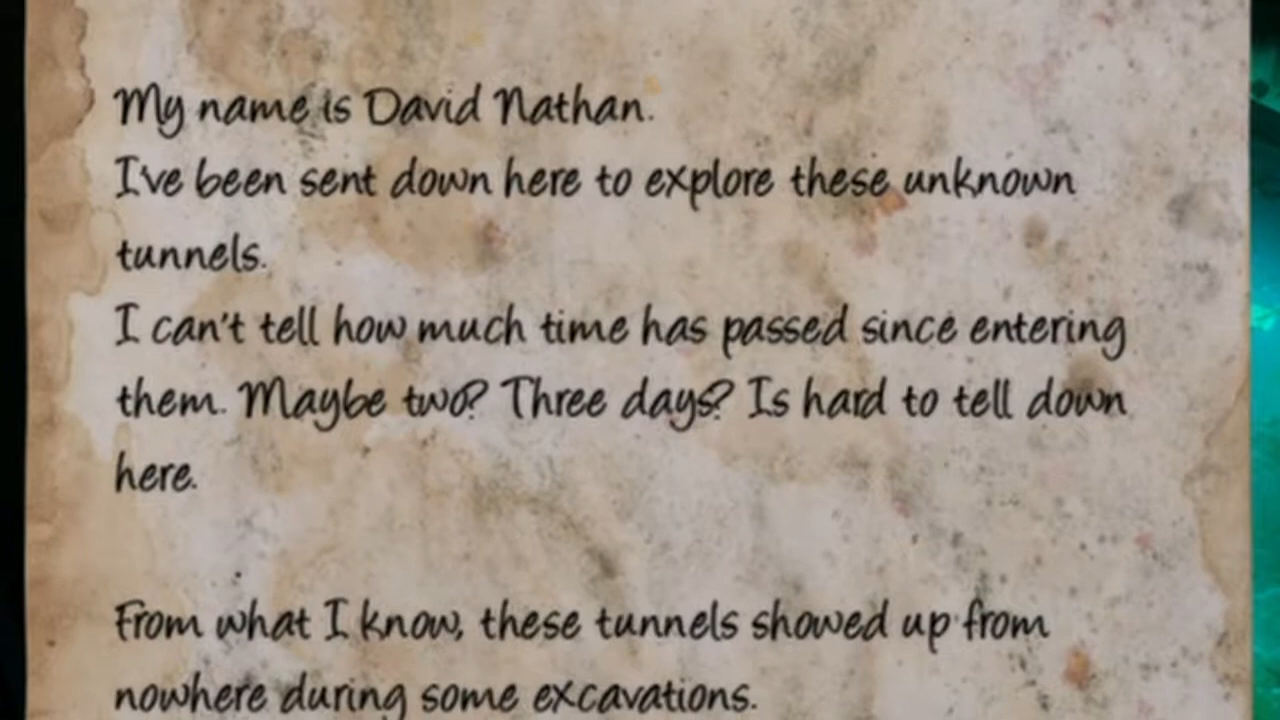 My name is David Nathan.
I've been sent down here to explore these unknown
tunnels.
I can't tell how much time has passed since entering
them. Maybe two? Three days? Is hard to tell down
here.
From what I know, these tunnels showed up from
nowhere during some excavations.